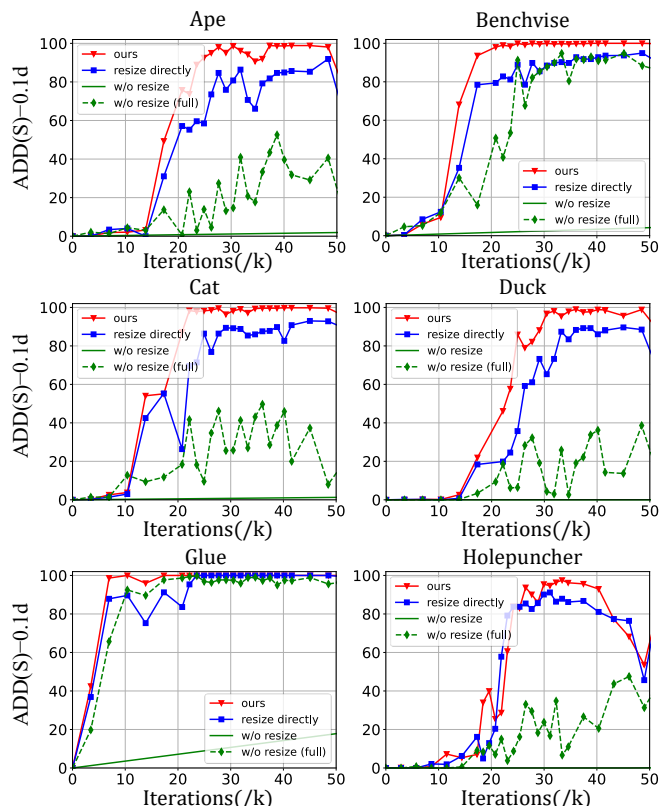 Ape
Benchvise
ADD(S)−0.1d
100
80
60
40
20
0
ours
resize directly
w/o resize
w/o resize (full)
0 10 20 30 40 50
Iterations(/k)
100
80
60
40
20
0
ours
resize directly
w/o resize
w/o resize (full)
0 10 20 30 40 50
Iterations(/k)
Cat
Duck
ADD(S)−0.1d
100
80
60
40
20
0
ours
resize directly
w/o resize
w/o resize (full)
0 10 20 30 40 50
Iterations(/k)
100
80
60
40
20
0
ours
resize directly
w/o resize
w/o resize (full)
0 10 20 30 40 50
Iterations(/k)
Glue
Holepuncher
ADD(S)−0.1d
100
80
60
40
20
0
ours
resize directly
w/o resize
w/o resize (full)
0 10 20 30 40 50
Iterations(/k)
100
80
60
40
20
0
ours
resize directly
w/o resize
w/o resize (full)
0 10 20 30 40 50
Iterations(/k)